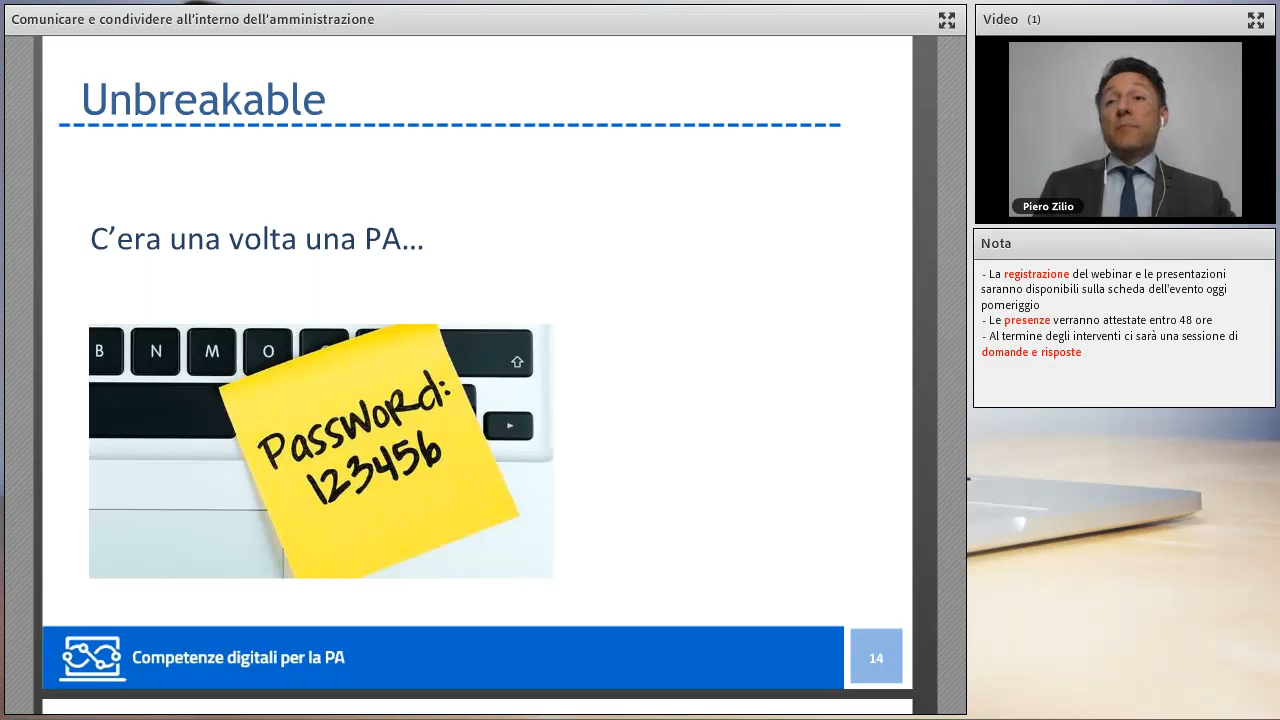 Comunicare e condividere all'interno dell'amministrazione
Unbreakable
C'era una volta una PA...
B N M O
Password:
123456
Competenze digitali per la PA
14
Video (1)
Piero Zilio
Nota
- La registrazione del webinar e le presentazioni
saranno disponibili sulla scheda dell'evento oggi
pomeriggio
- Le presenze verranno attestate entro 48 ore
- Al termine degli interventi ci sarà una sessione di
domande e risposte